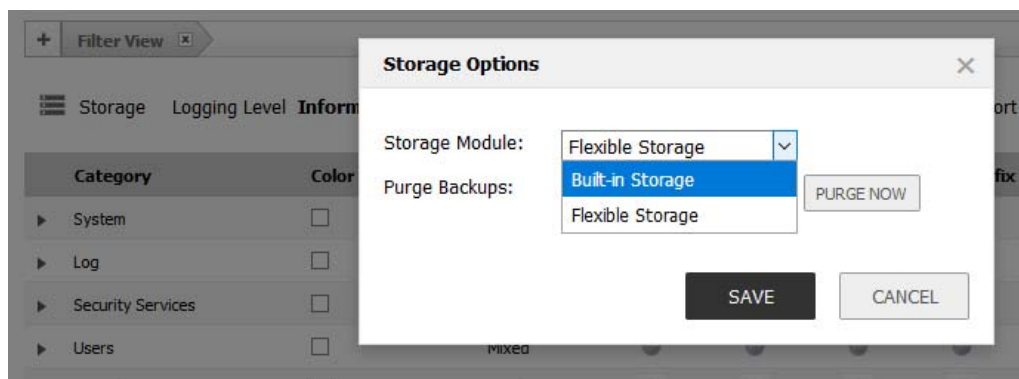 + Filter View x
Storage Options ×
Storage Logging Level Inform
ort
Storage Module: Flexible Storage
Built-in Storage
Flexible Storage
Purge Backups: PURGE NOW
Category Color
fix
System
Log
Security Services
Users Mixed
SAVE CANCEL